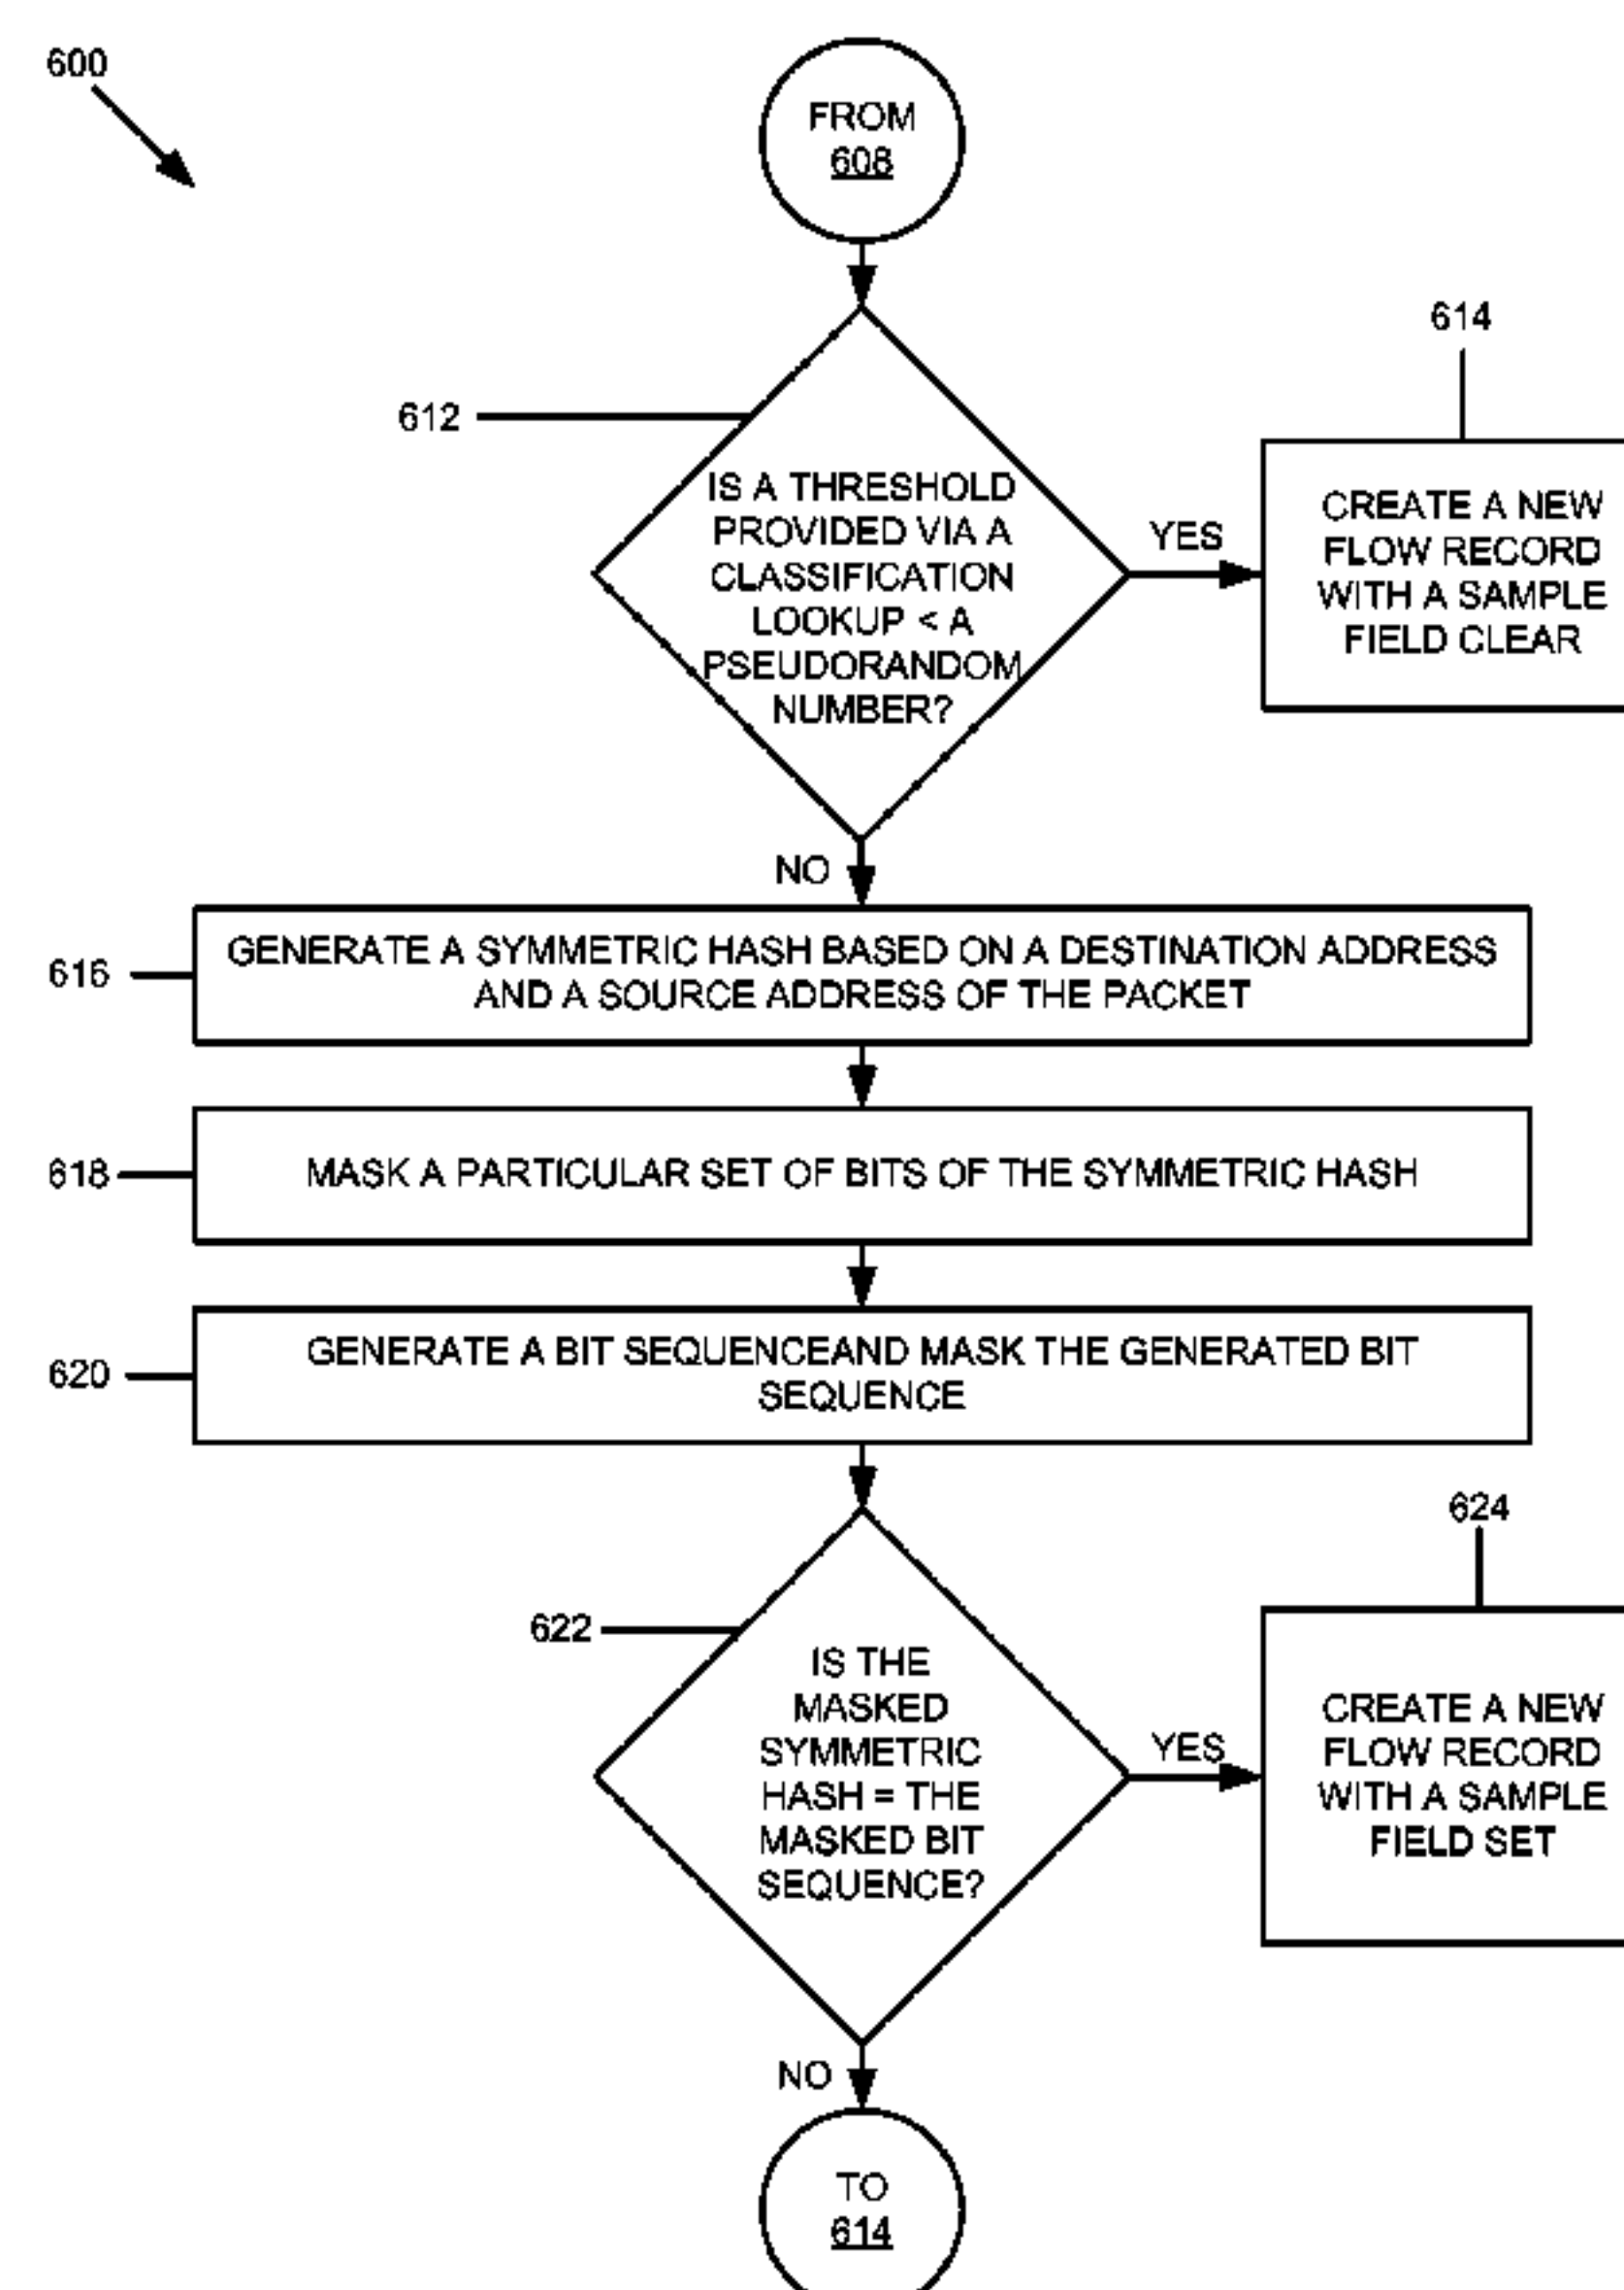 600
FROM
608
614
612
IS A THRESHOLD
PROVIDED VIA A
CLASSIFICATION
LOOKUP < A
PSEUDORANDOM
NUMBER?
YES
CREATE A NEW
FLOW RECORD
WITH A SAMPLE
FIELD CLEAR
NO
616
GENERATE A SYMMETRIC HASH BASED ON A DESTINATION ADDRESS
AND A SOURCE ADDRESS OF THE PACKET
618
MASK A PARTICULAR SET OF BITS OF THE SYMMETRIC HASH
620
GENERATE A BIT SEQUENCEAND MASK THE GENERATED BIT
SEQUENCE
624
622
IS THE
MASKED
SYMMETRIC
HASH = THE
MASKED BIT
SEQUENCE?
YES
CREATE A NEW
FLOW RECORD
WITH A SAMPLE
FIELD SET
NO
TO
614